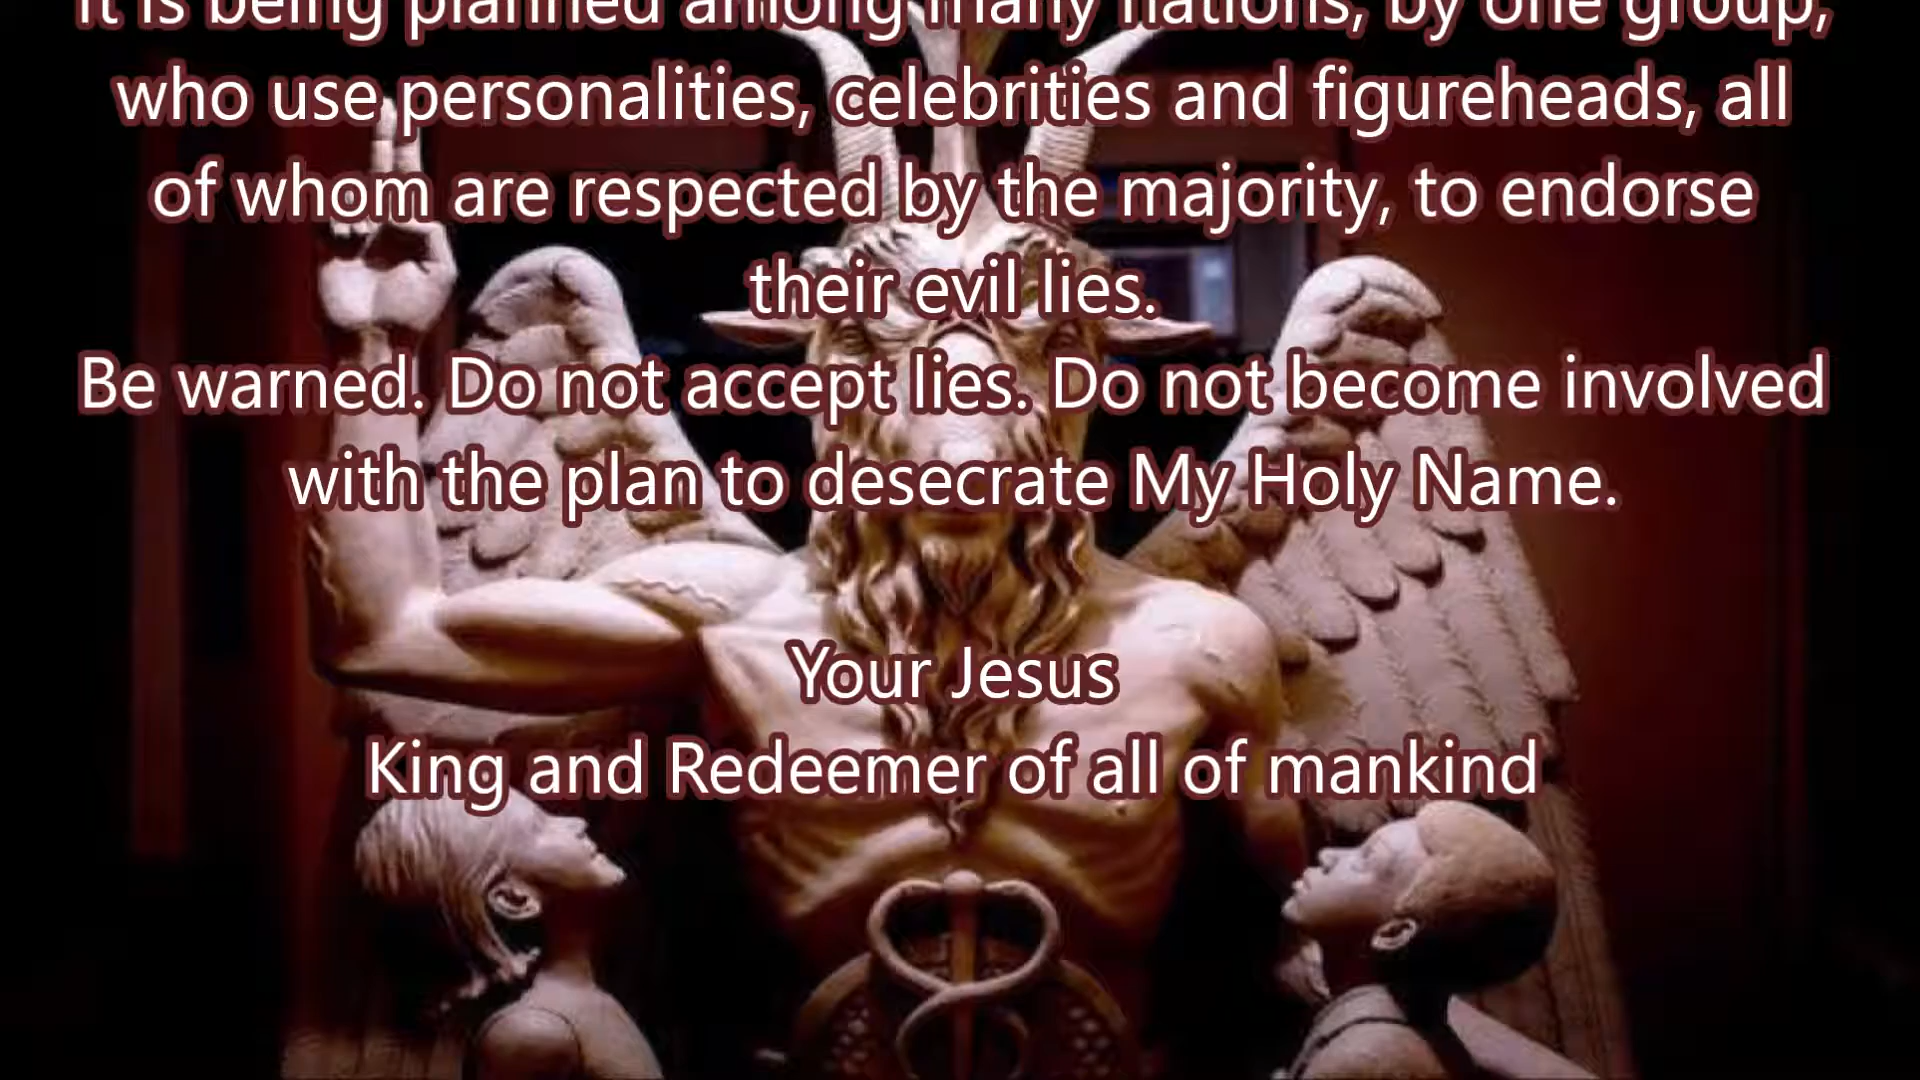 It is being planned among many nations, by one group,
who use personalities, celebrities and figureheads, all
of whom are respected by the majority, to endorse
their evil lies.
Be warned. Do not accept lies. Do not become involved
with the plan to desecrate My Holy Name.
Your Jesus
King and Redeemer of all of mankind